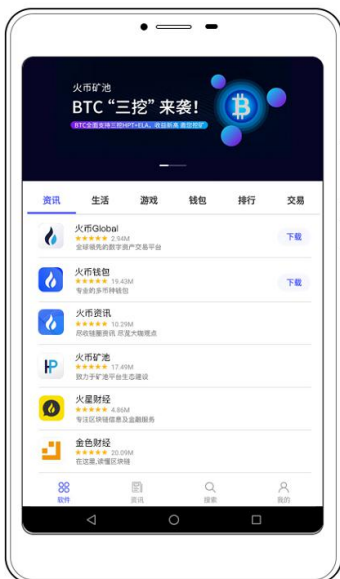 火币矿池
BTC “三挖” 来袭！
BTC全面支持三挖HPT+ELA，收益新高 邀您挖矿
资讯 生活 游戏 钱包 排行 交易
火币Global
2.94M
全球领先的数字资产交易平台
下载
火币钱包
19.43M
专业的多币种钱包
下载
火币资讯
10.29M
尽收链圈资讯 尽览大咖观点
火币矿池
17.49M
致力于矿池平台生态建设
火星财经
4.86M
专注区块链信息及金融服务
金色财经
20.09M
在这里,读懂区块链
软件 资讯 搜索 我的